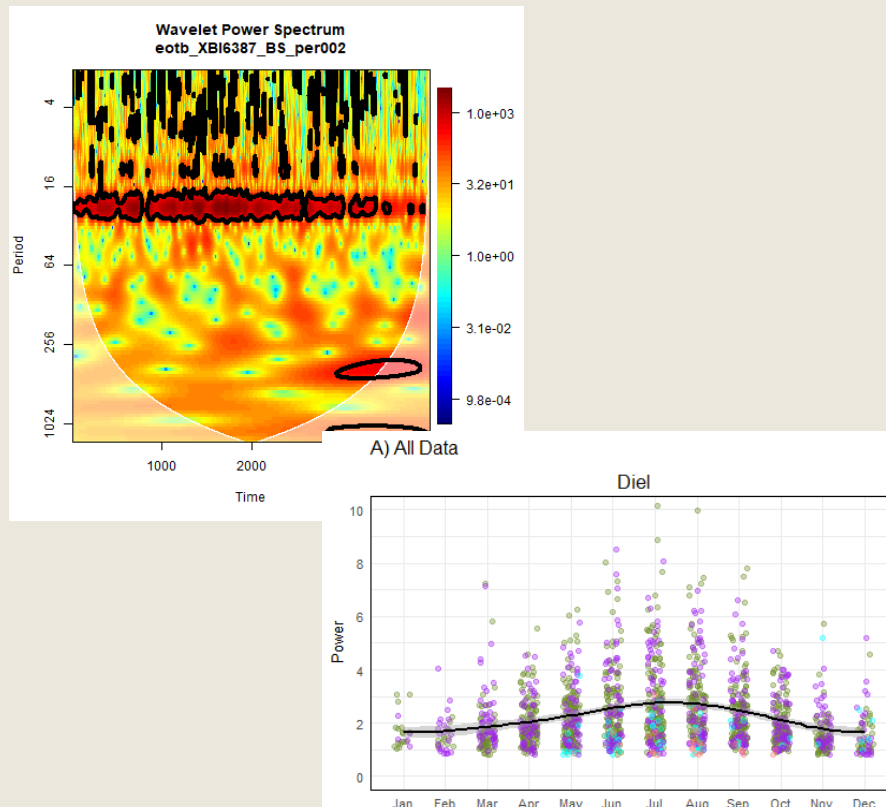 Wavelet Power Spectrum
eotb_XBI6387_BS_per002
Period
4
16
64
256
1024
1.0e+03
3.2e+01
1.0e+00
3.1e-02
9.8e-04
1000
2000
Time
A) All Data
Diel
Power
10
8
6
4
2
0
Jan Feb Mar Apr May Jun Jul Aug Sep Oct Nov Dec